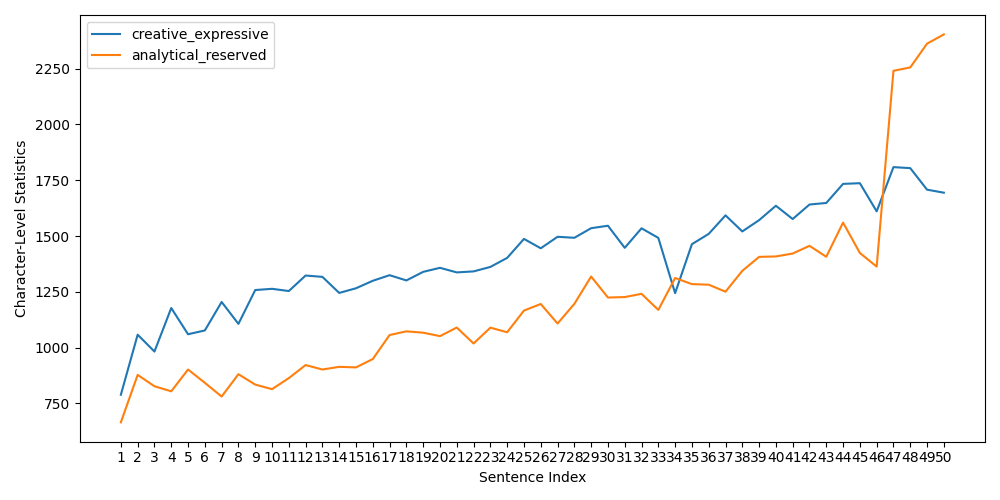 creative_expressive
analytical_reserved
2250
2000
1750
1500
1250
1000
750
Character-Level Statistics
1 2 3 4 5 6 7 8 9 10 11 12 13 14 15 16 17 18 19 20 21 22 23 24 25 26 27 28 29 30 31 32 33 34 35 36 37 38 39 40 41 42 43 44 45 46 47 48 49 50
Sentence Index